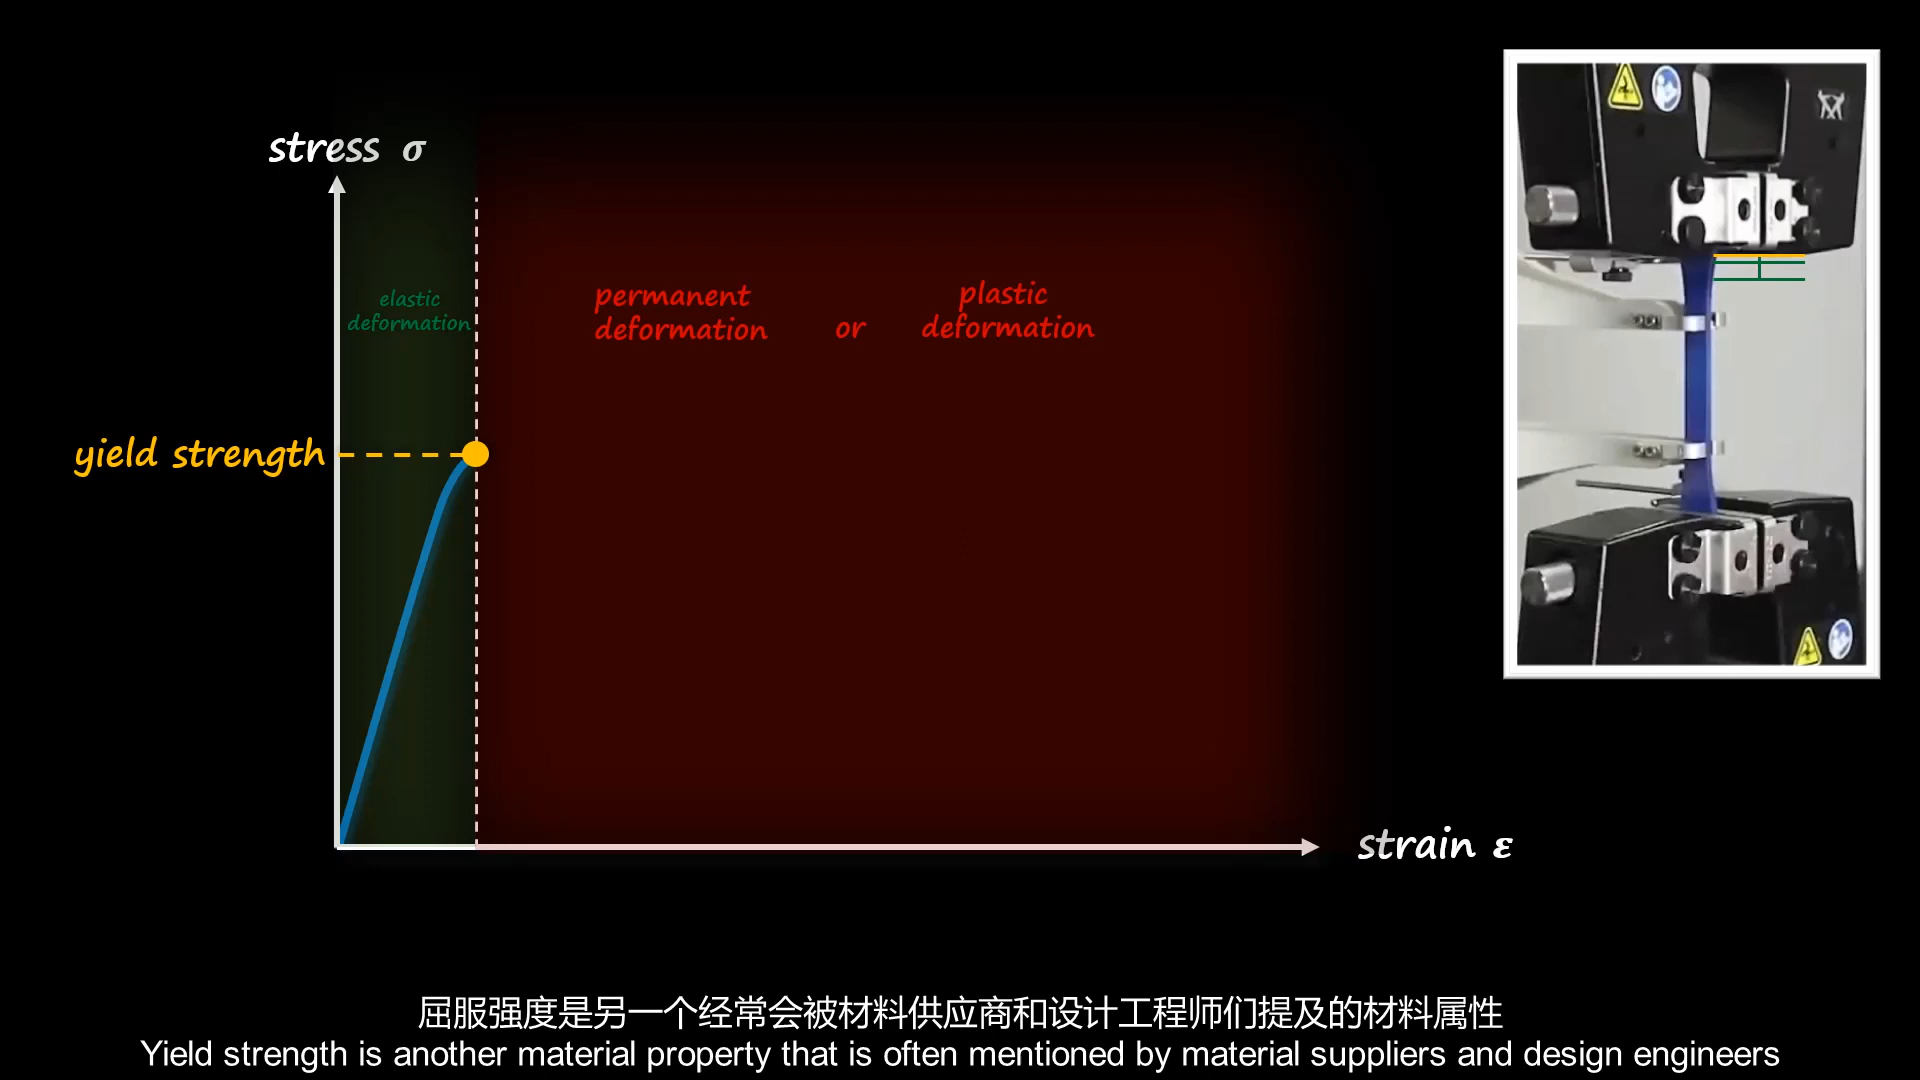 stress σ
elastic
deformation
permanent
deformation
or
plastic
deformation
yield strength
strain ε
屈服强度是另一个经常会被材料供应商和设计工程师们提及的材料属性
Yield strength is another material property that is often mentioned by material suppliers and design engineers